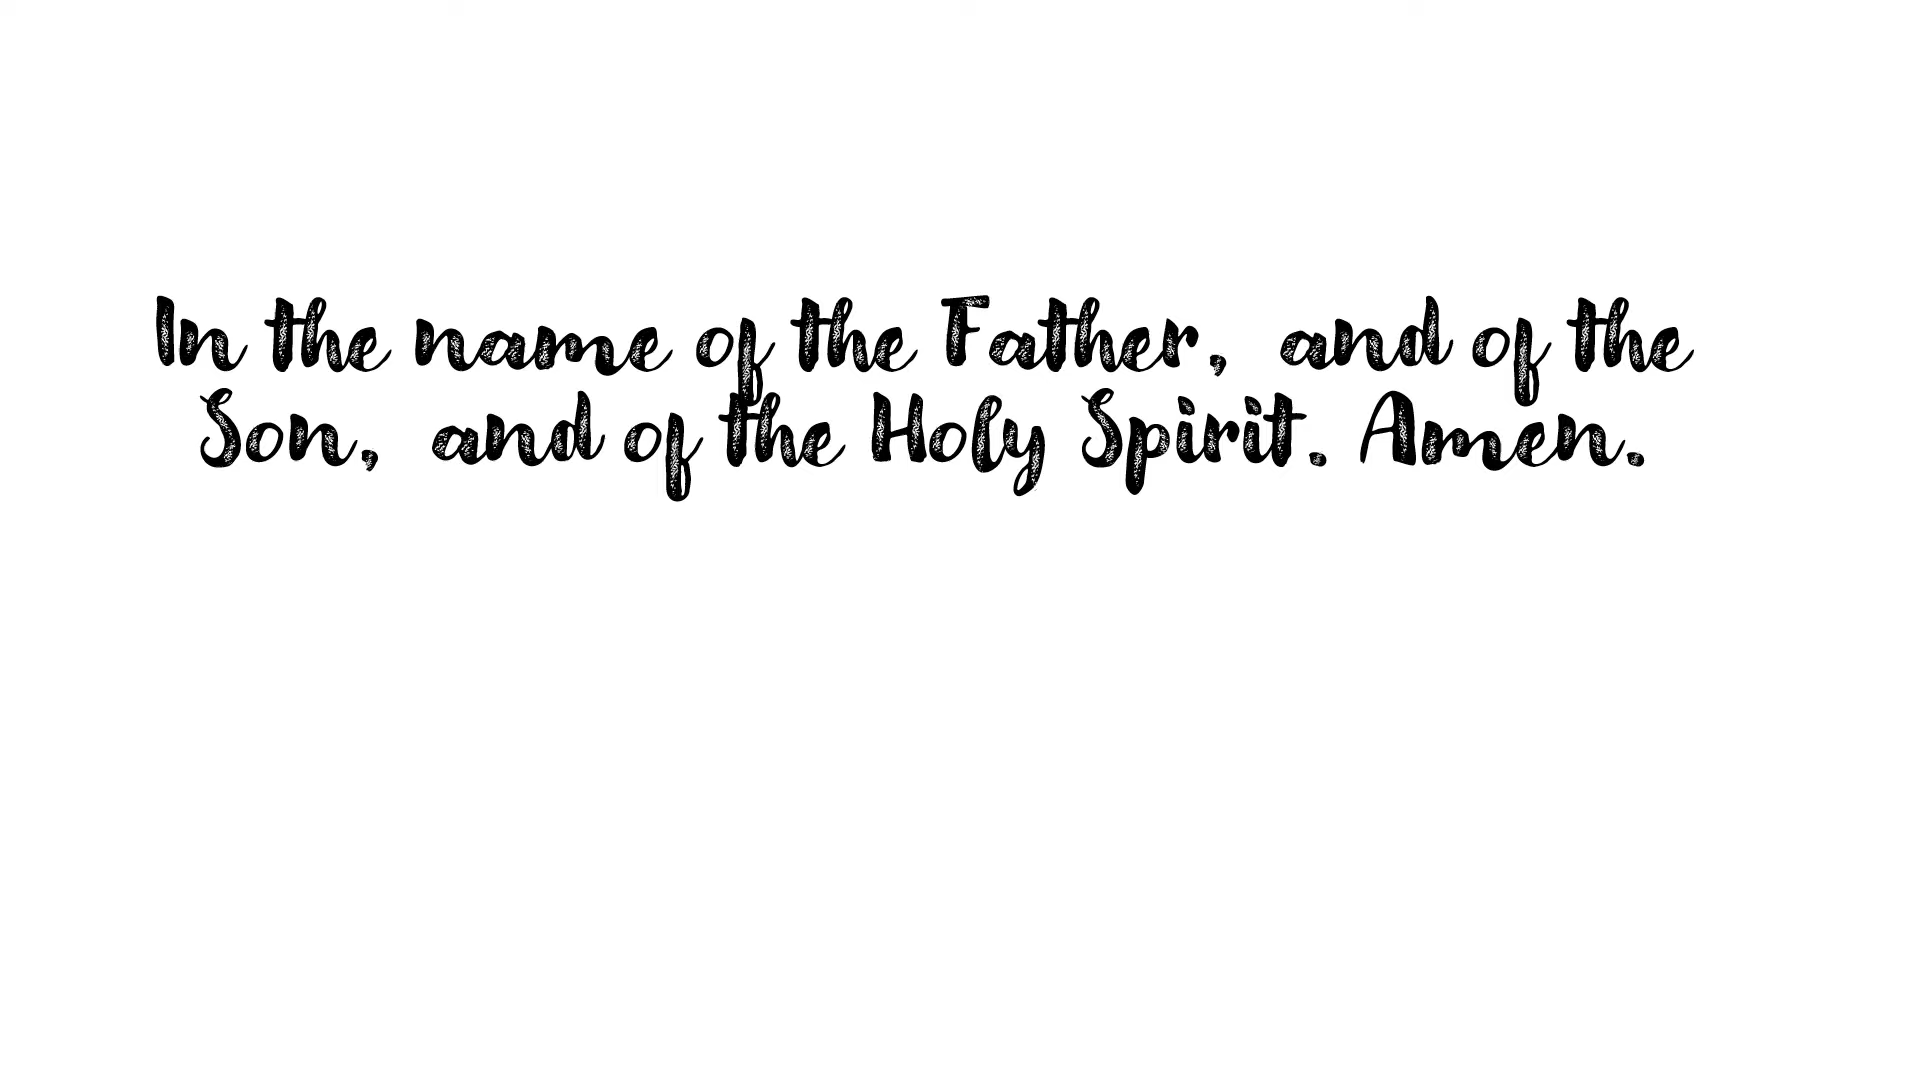 In the name of the Father, and of the
Son, and of the Holy Spirit. Amen.